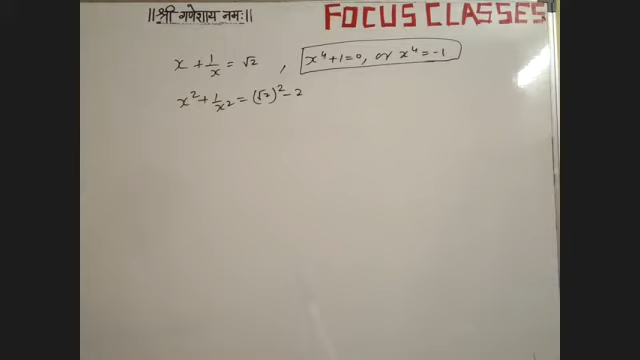 ||श्री गणेशाय नमः||
FOCUS CLASSES
x + 1/x = √2 , x⁴+1=0, or x⁴=-1
x² + 1/x² = (√2)² - 2